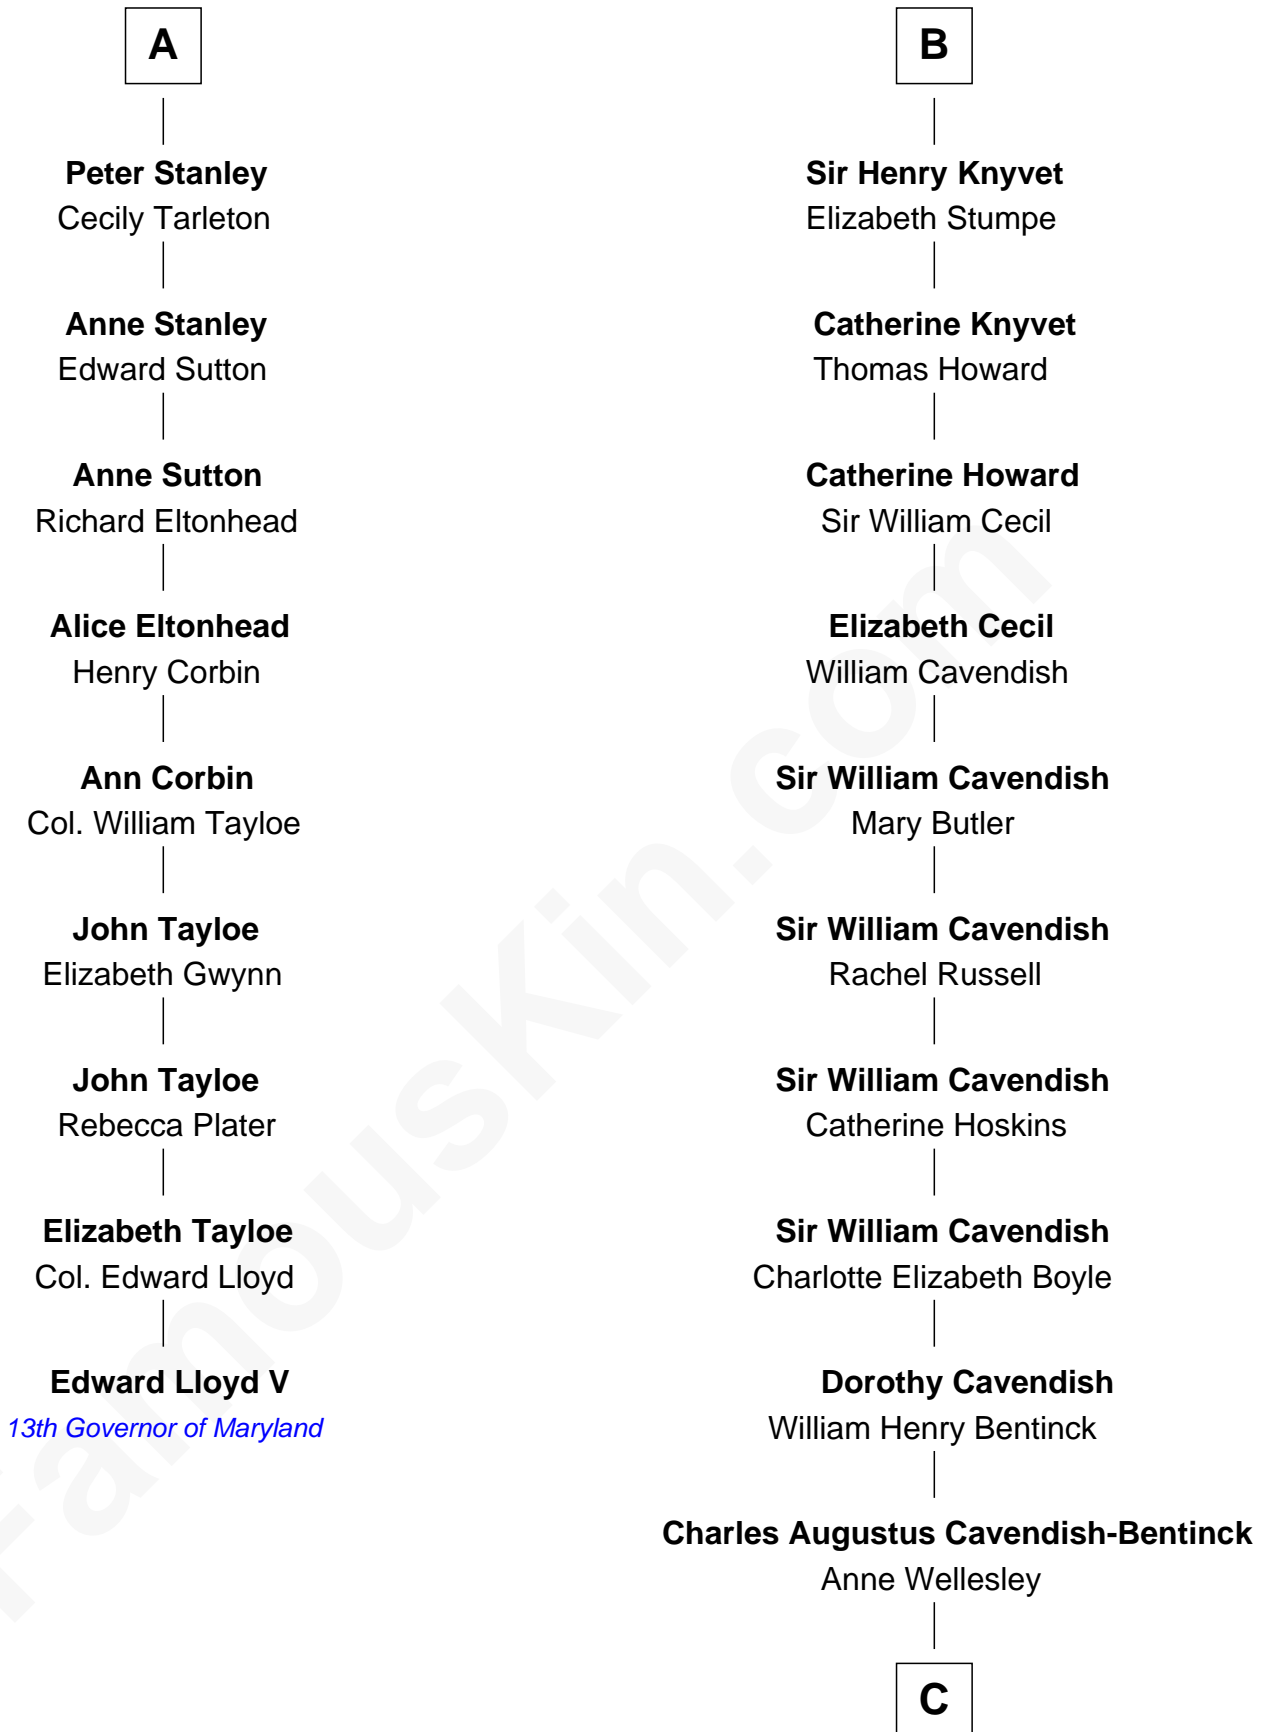 A
Peter Stanley
Cecily Tarleton
Anne Stanley
Edward Sutton
Anne Sutton
Richard Eltonhead
Alice Eltonhead
Henry Corbin
Ann Corbin
Col. William Tayloe
John Tayloe
Elizabeth Gwynn
John Tayloe
Rebecca Plater
Elizabeth Tayloe
Col. Edward Lloyd
Edward Lloyd V
13th Governor of Maryland
B
Sir Henry Knyvet
Elizabeth Stumpe
Catherine Knyvet
Thomas Howard
Catherine Howard
Sir William Cecil
Elizabeth Cecil
William Cavendish
Sir William Cavendish
Mary Butler
Sir William Cavendish
Rachel Russell
Sir William Cavendish
Catherine Hoskins
Sir William Cavendish
Charlotte Elizabeth Boyle
Dorothy Cavendish
William Henry Bentinck
Charles Augustus Cavendish-Bentinck
Anne Wellesley
C
FamousKin.com